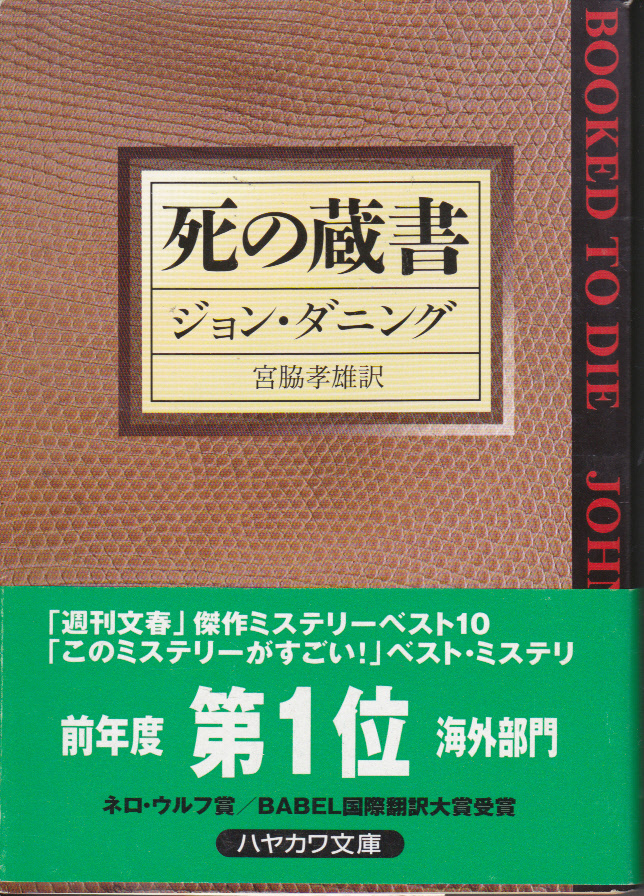 死の蔵書
ジョン・ダニング
宮脇孝雄訳
BOOKED TO DIE JOHN
「週刊文春」傑作ミステリーベスト10
「このミステリーがすごい！」ベスト・ミステリ
前年度 第1位 海外部門
ネロ・ウルフ賞／BABEL国際翻訳大賞受賞
ハヤカワ文庫